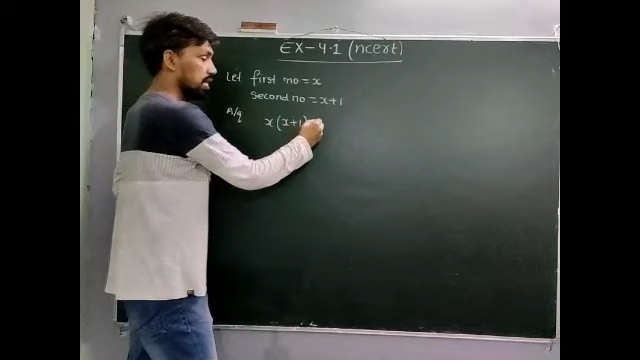 EX-4.1 (ncert)
Let first no = x
Second no = x+1
A/q x(x+1)